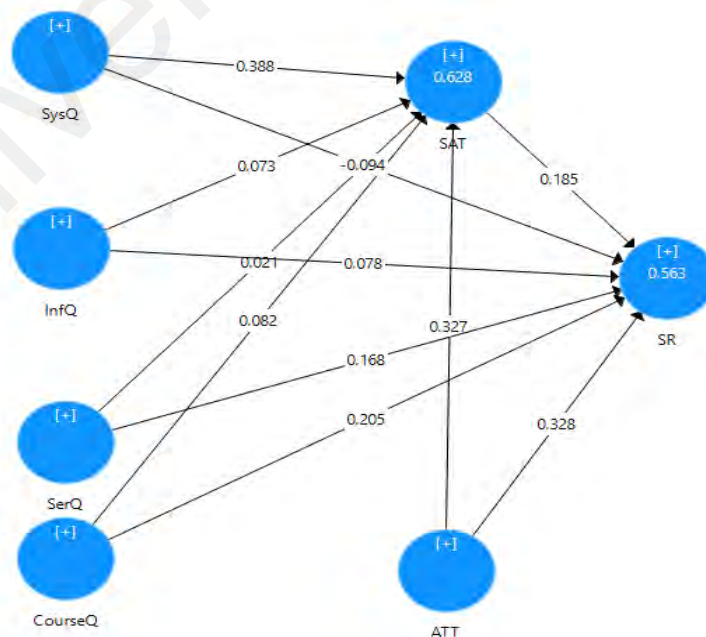 [+]
SysQ
[+]
0.628
SAT
0.388
0.073
-0.094
0.185
[+]
InfQ
0.021
0.078
[+]
0.563
SR
0.082
0.327
0.168
0.205
0.328
[+]
SerQ
[+]
CourseQ
[+]
ATT